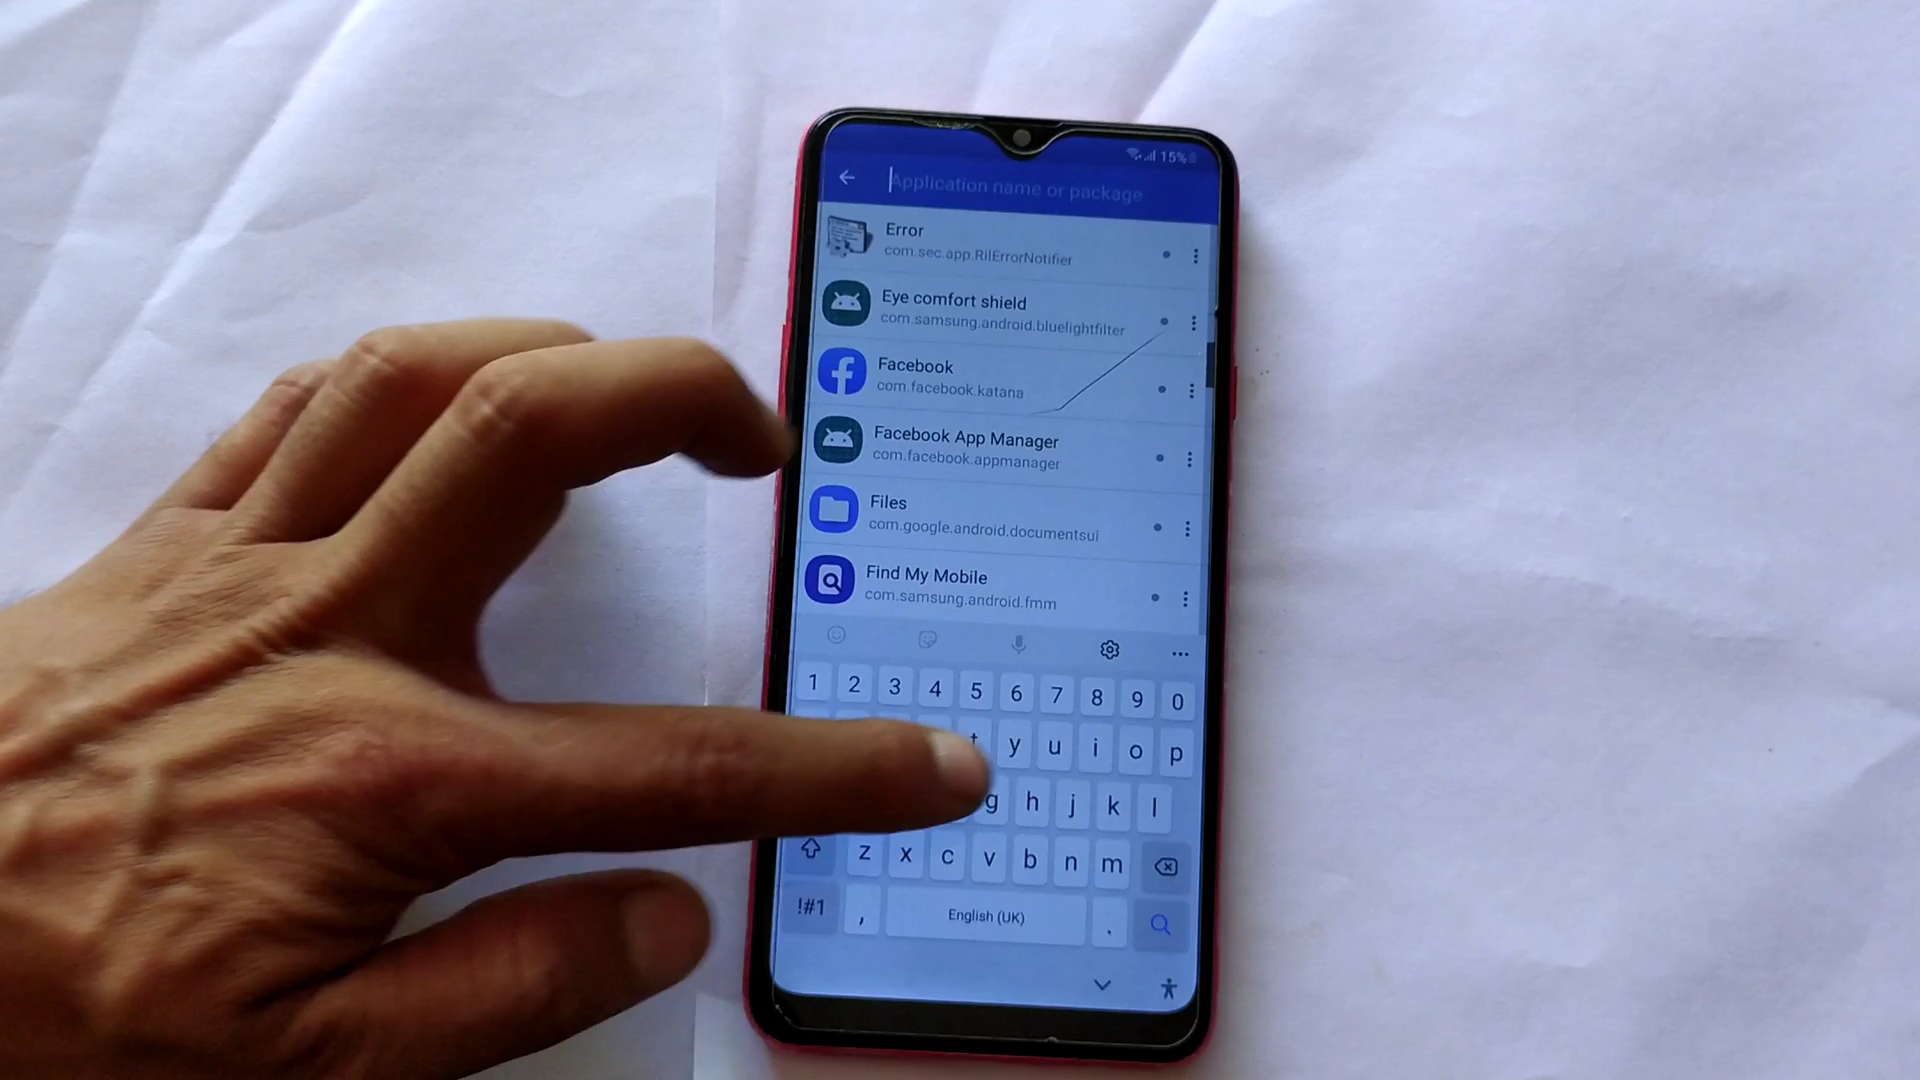 15%
Application name or package
Error
com.sec.app.RilErrorNotifier
Eye comfort shield
com.samsung.android.bluelightfilter
Facebook
com.facebook.katana
Facebook App Manager
com.facebook.appmanager
Files
com.google.android.documentsui
Find My Mobile
com.samsung.android.fmm
1 2 3 4 5 6 7 8 9 0
t y u i o p
g h j k l
z x c v b n m
!#1 , English (UK) .